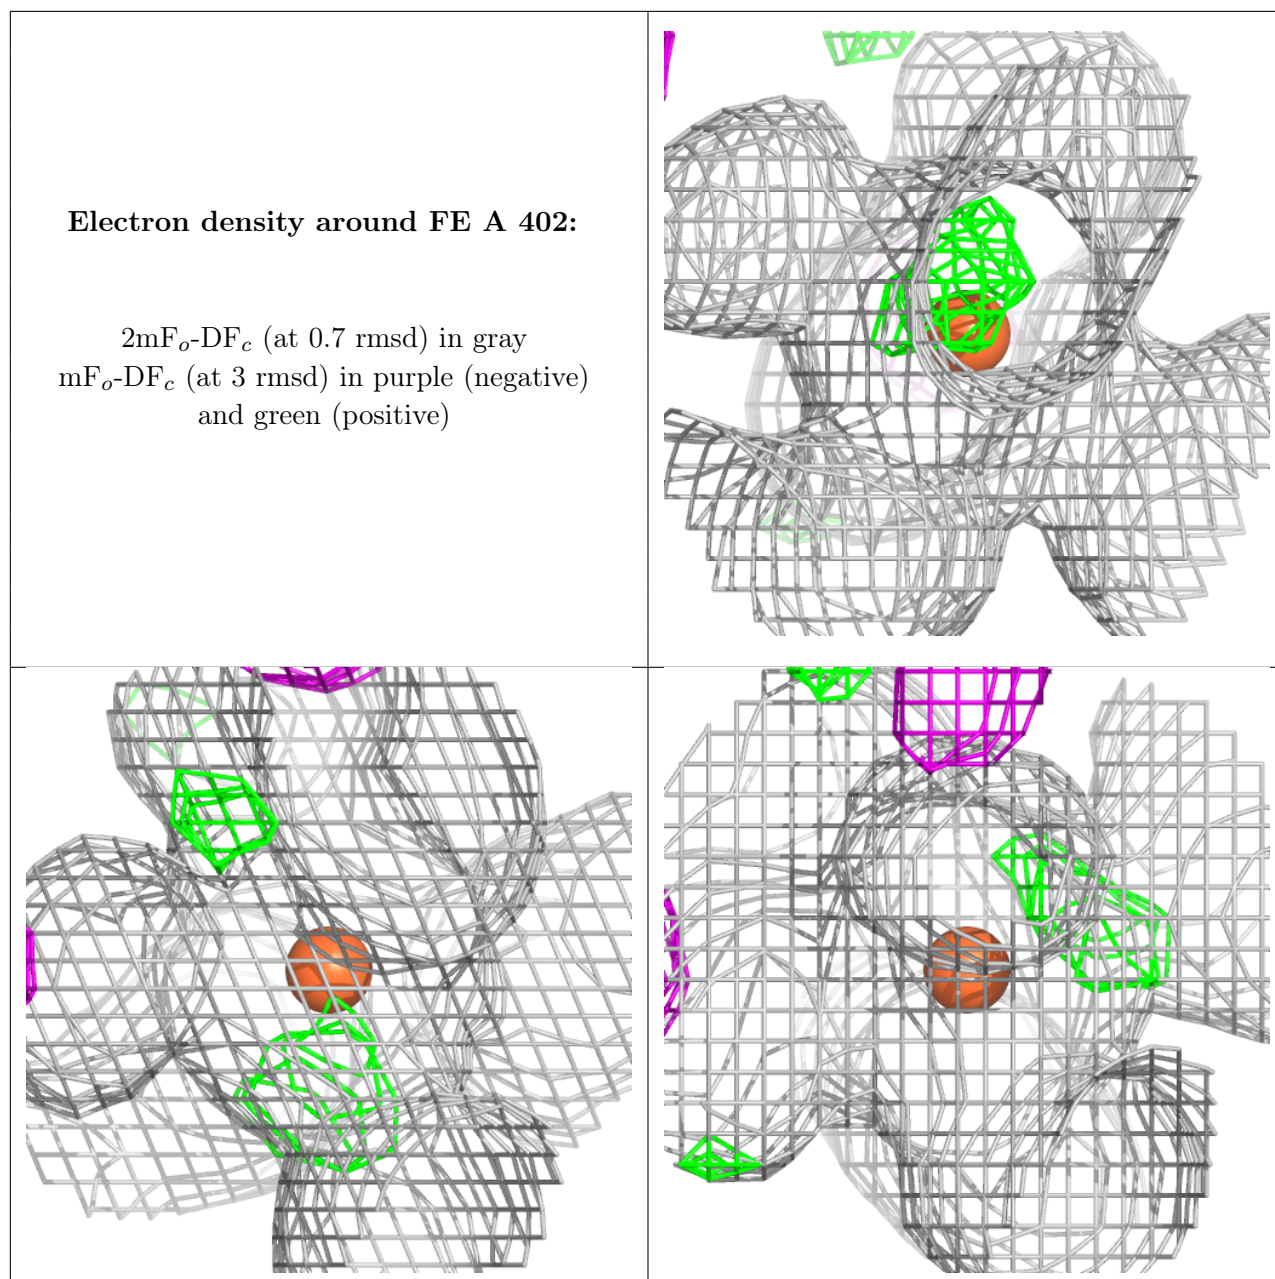 Electron density around FE A 402:
2mFo-DFc (at 0.7 rmsd) in gray
mFo-DFc (at 3 rmsd) in purple (negative)
and green (positive)